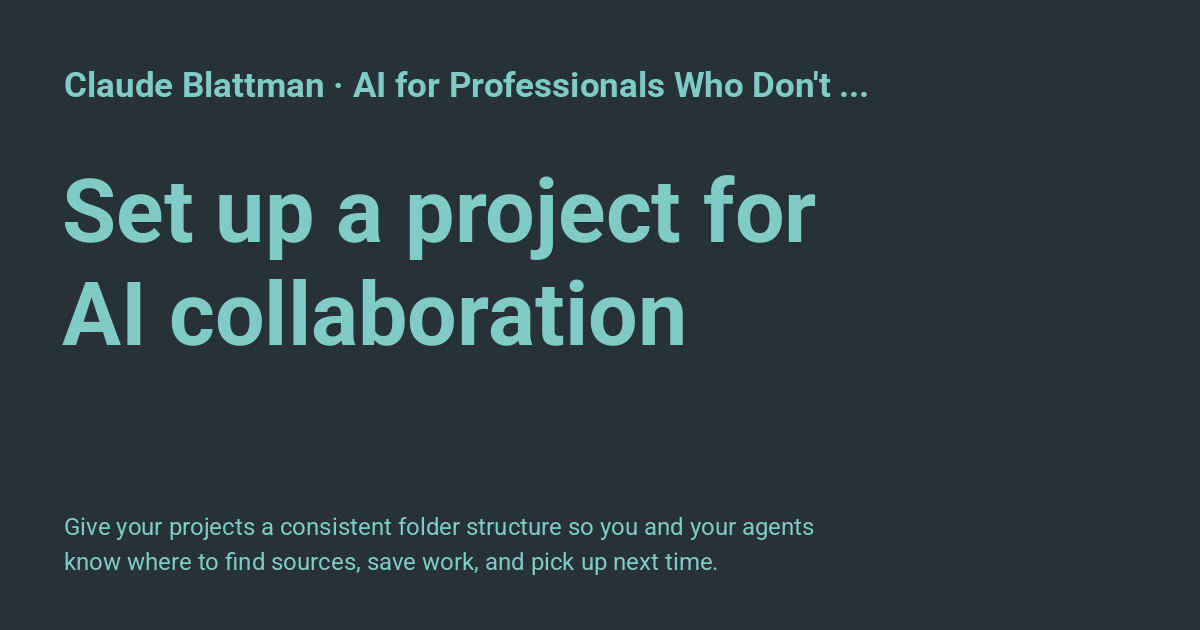 Claude Blattman · AI for Professionals Who Don't ...
Set up a project for
AI collaboration
Give your projects a consistent folder structure so you and your agents
know where to find sources, save work, and pick up next time.